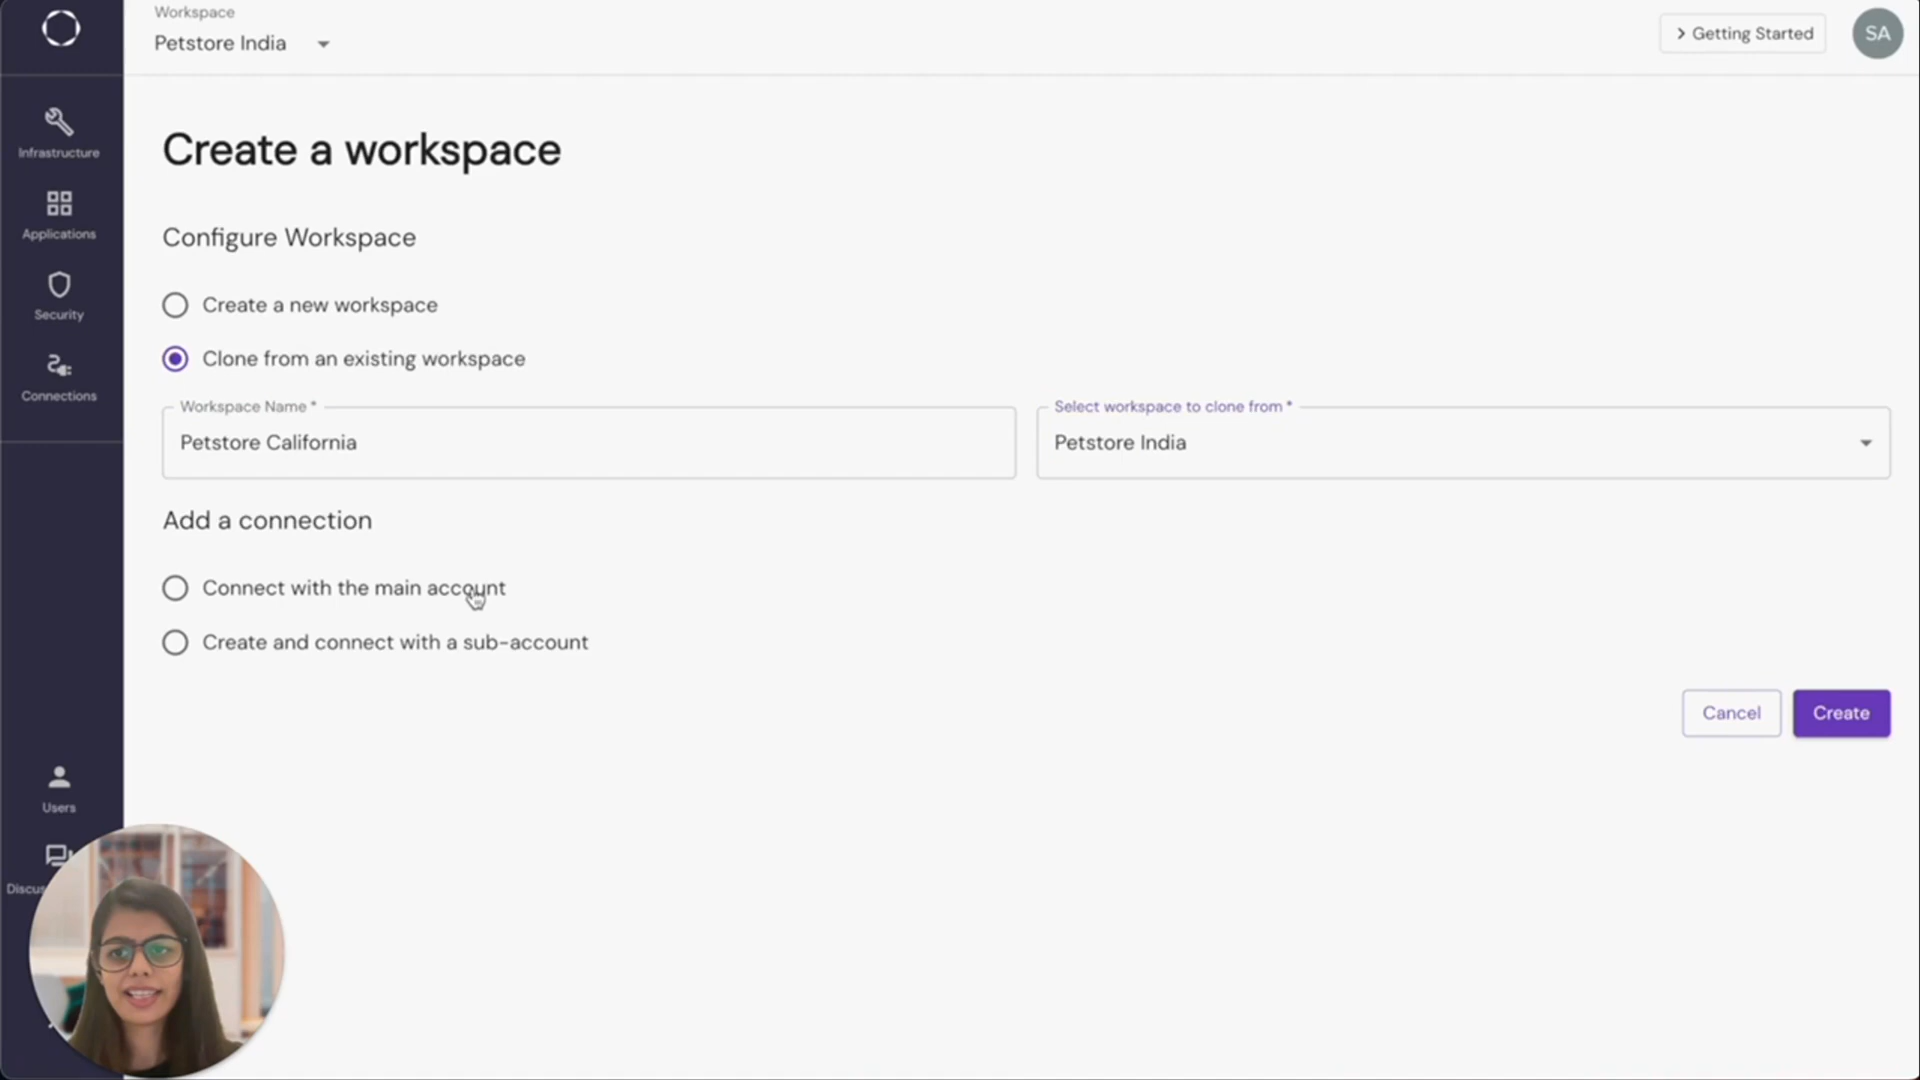 Workspace
Petstore India
Getting Started
SA
Infrastructure
Applications
Security
Connections
Users
Create a workspace
Configure Workspace
Create a new workspace
Clone from an existing workspace
Workspace Name *
Petstore California
Select workspace to clone from *
Petstore India
Add a connection
Connect with the main account
Create and connect with a sub-account
Cancel
Create